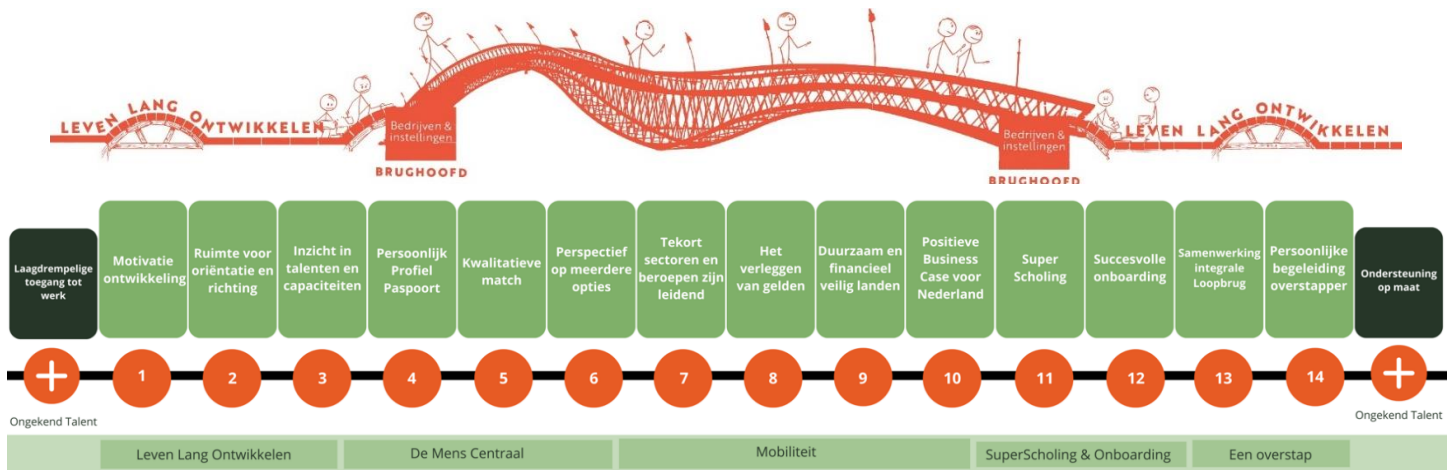 LEVEN LANG ONTWIKKELEN
Bedrijven &
instellingen
BRUGHOOFD
Bedrijven &
instellingen
BRUGHOOFD
LEVEN LANG ONTWIKKELEN
Laagdrempelige
toegang tot
werk
Motivatie
ontwikkeling
Ruimte voor
oriëntatie en
richting
Inzicht in
talenten en
capaciteiten
Persoonlijk
Profiel
Paspoort
Kwalitatieve
match
Perspectief
op meerdere
opties
Tekort
sectoren en
beroepen zijn
leidend
Het
verleggen
van gelden
Duurzaam en
financieel
veilig landen
Positieve
Business
Case voor
Nederland
Super
Scholing
Succesvolle
onboarding
Samenwerking
integrale
Loopbrug
Persoonlijke
begeleiding
overstapper
Ondersteuning
op maat
+ 1 2 3 4 5 6 7 8 9 10 11 12 13 14 +
Ongekend Talent
Ongekend Talent
Leven Lang Ontwikkelen
De Mens Centraal
Mobiliteit
SuperScholing & Onboarding
Een overstap